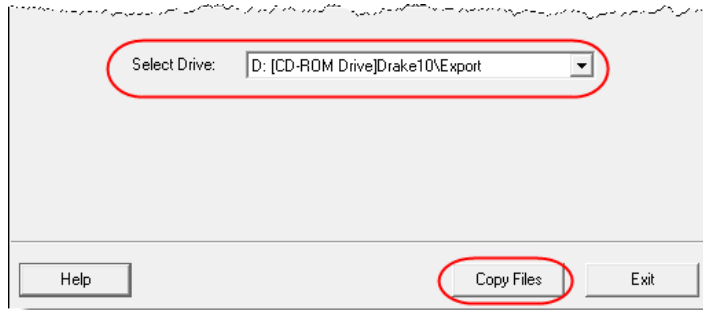 Select Drive: D: [CD-ROM Drive]Drake10\Export
Help Copy Files Exit